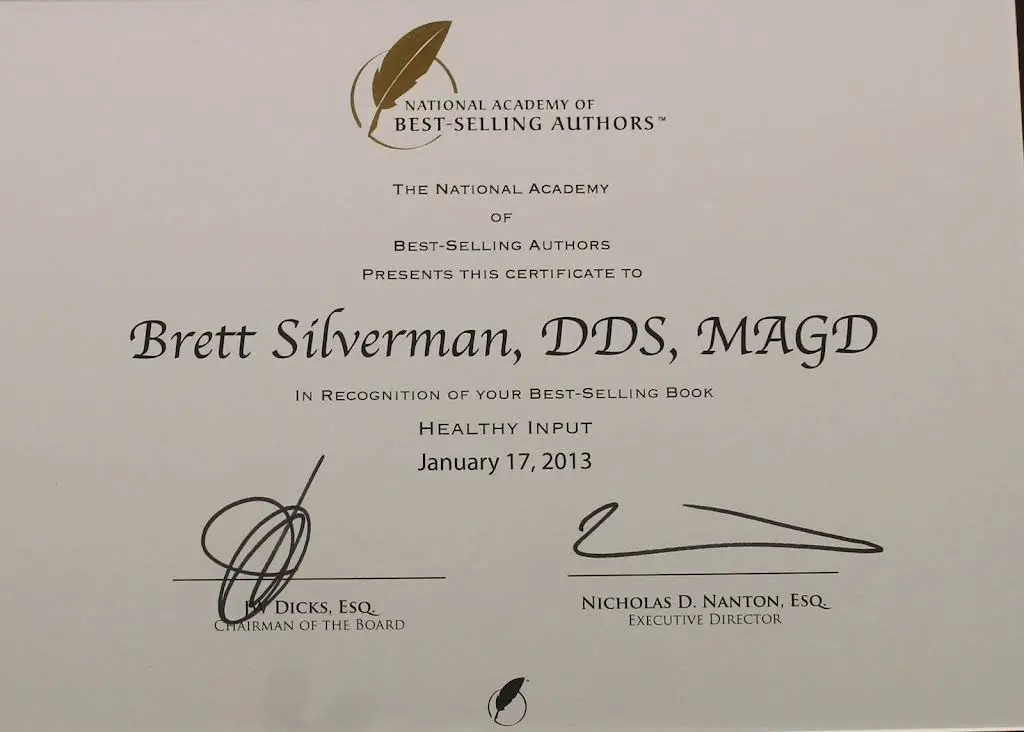 NATIONAL ACADEMY OF
BEST-SELLING AUTHORS™
THE NATIONAL ACADEMY
OF
BEST-SELLING AUTHORS
PRESENTS THIS CERTIFICATE TO
Brett Silverman, DDS, MAGD
IN RECOGNITION OF YOUR BEST-SELLING BOOK
HEALTHY INPUT
January 17, 2013
JW DICKS, ESQ.
CHAIRMAN OF THE BOARD
NICHOLAS D. NANTON, ESQ.
EXECUTIVE DIRECTOR